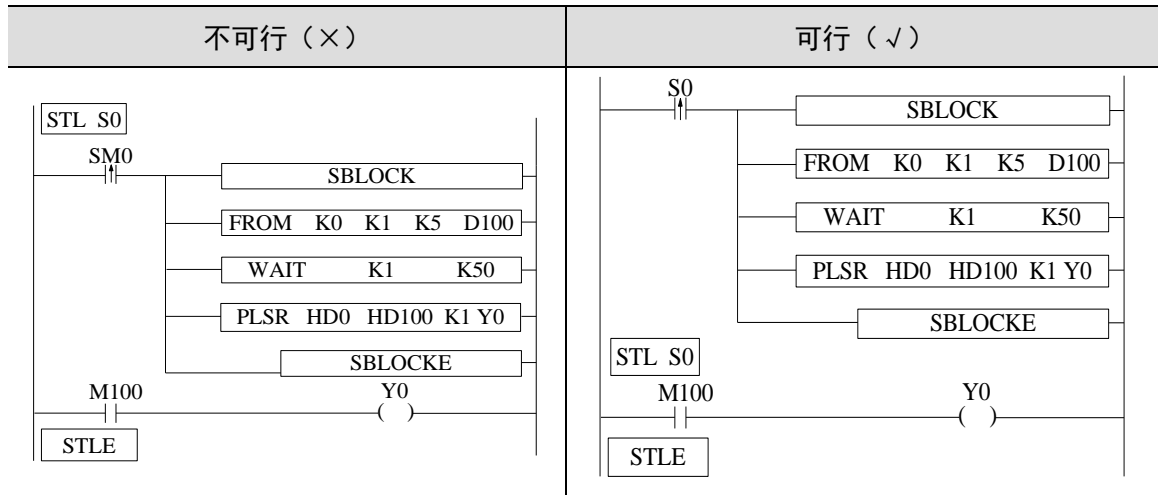 不可行（×）
可行（√）
STL S0
SM0
SBLOCK
FROM K0 K1 K5 D100
WAIT K1 K50
PLSR HD0 HD100 K1 Y0
SBLOCKE
M100 Y0
STLE
S0
SBLOCK
FROM K0 K1 K5 D100
WAIT K1 K50
PLSR HD0 HD100 K1 Y0
SBLOCKE
STL S0
M100 Y0
STLE